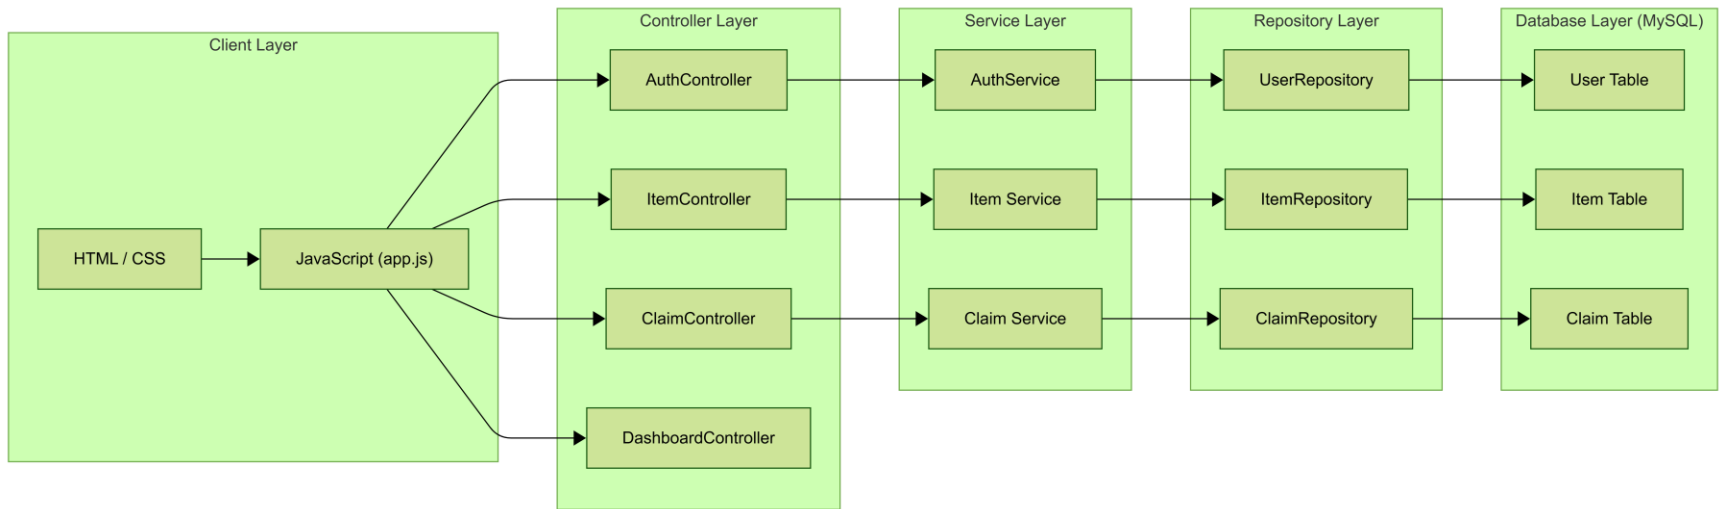 Client Layer
HTML / CSS
JavaScript (app.js)
Controller Layer
AuthController
ItemController
ClaimController
DashboardController
Service Layer
AuthService
Item Service
Claim Service
Repository Layer
UserRepository
ItemRepository
ClaimRepository
Database Layer (MySQL)
User Table
Item Table
Claim Table